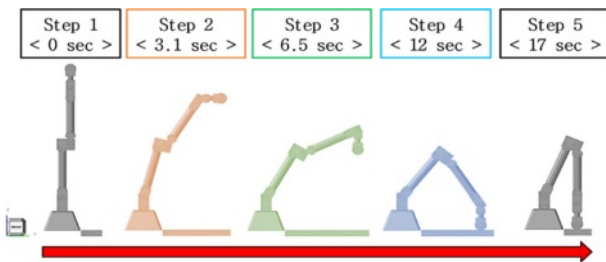 Step 1
< 0 sec >
Step 2
< 3.1 sec >
Step 3
< 6.5 sec >
Step 4
< 12 sec >
Step 5
< 17 sec >